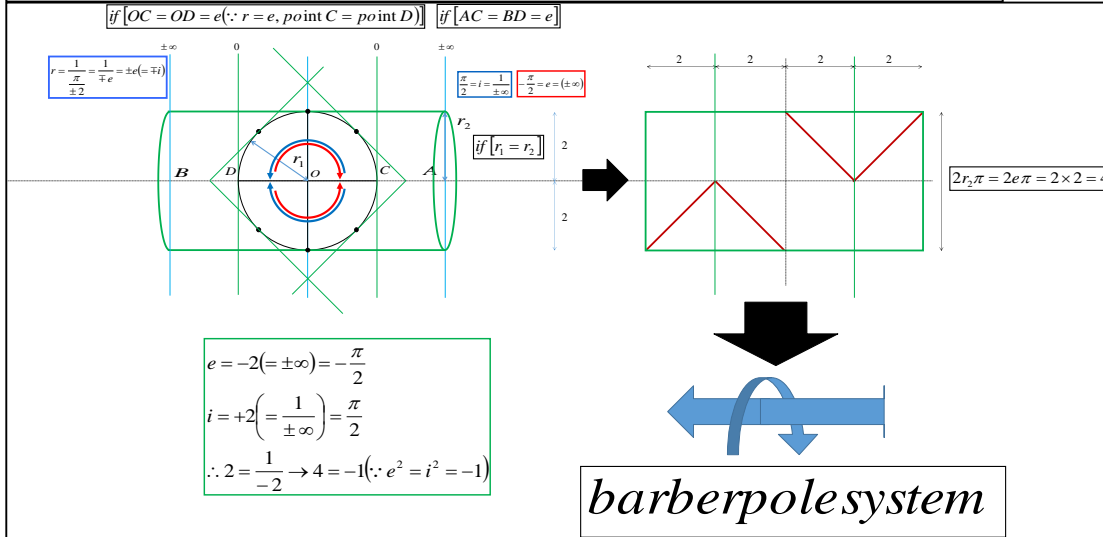 if [OC = OD = e(∵ r = e, point C = point D)] if [AC = BD = e]
±∞ 0 0 ±∞
r = 1/(π/±2) = 1/∓e = ±e(= ∓i)
π/2 = i = 1/±∞
-π/2 = e = (±∞)
2 2 2 2
r₂
if [r₁ = r₂]
2
r₁
B D O C A
2
2r₂π = 2eπ = 2 × 2 = 4
e = −2(= ±∞) = −π/2
i = +2(= 1/±∞) = π/2
∴ 2 = 1/−2 → 4 = −1(∵ e² = i² = −1)
barberpolesystem